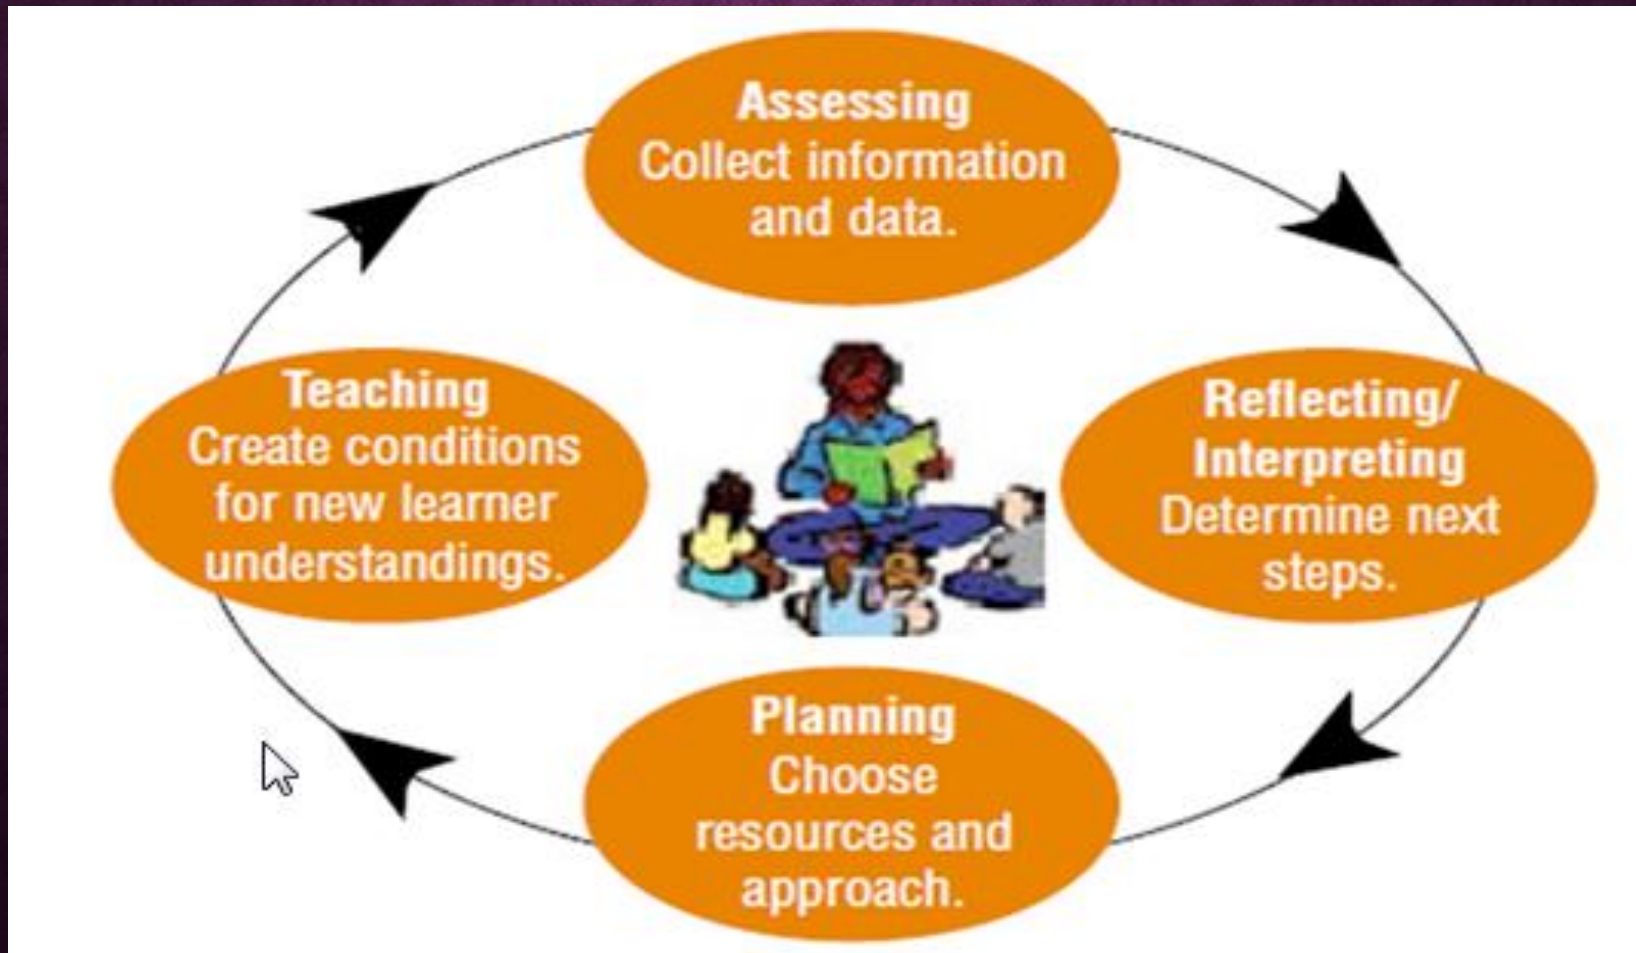 Assessing
Collect information
and data.
Teaching
Create conditions
for new learner
understandings.
Reflecting/
Interpreting
Determine next
steps.
Planning
Choose
resources and
approach.